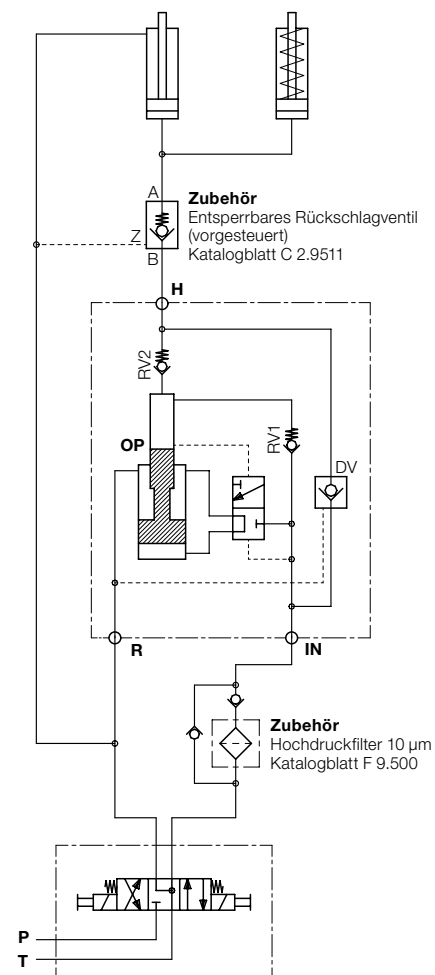 A
Zubehör
Entsperrbares Rückschlagventil
Z
(vorgesteuert)
B
Katalogblatt C 2.9511
H
RV2
OP
RV1
DV
R
IN
Zubehör
Hochdruckfilter 10 µm
Katalogblatt F 9.500
P
T